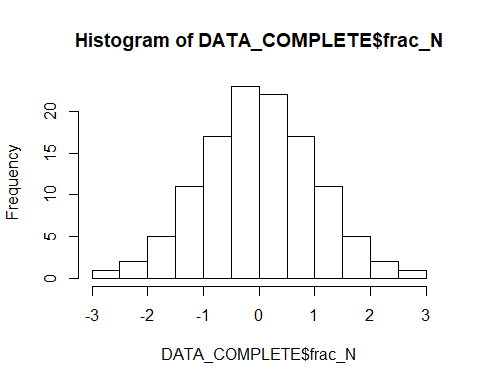 Histogram of DATA_COMPLETE$frac_N
Frequency
20
15
10
5
0
-3 -2 -1 0 1 2 3
DATA_COMPLETE$frac_N